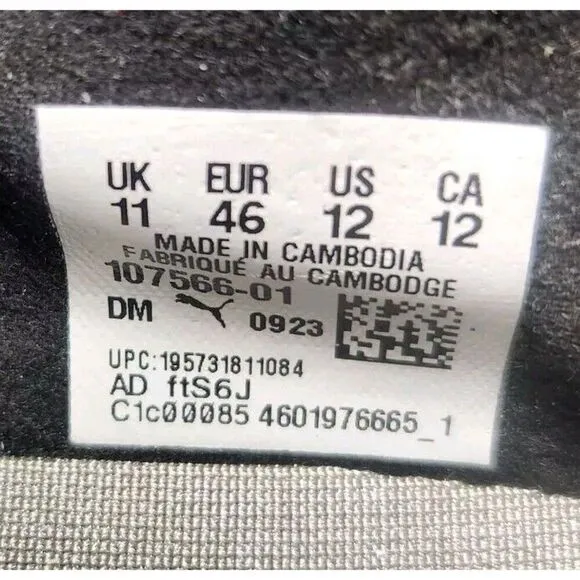 UK EUR US CA
11 46 12 12
MADE IN CAMBODIA
FABRIQUÉ AU CAMBODGE
107566-01
DM 0923
UPC:195731811084
AD ftS6J
C1c00085 4601976665_1